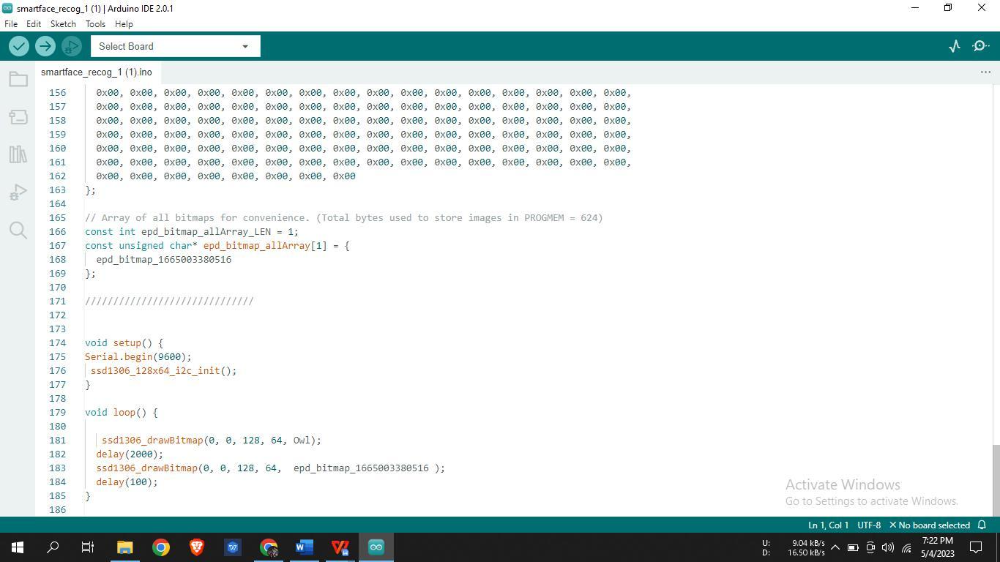 smartface_recog_1 (1) | Arduino IDE 2.0.1
File Edit Sketch Tools Help
Select Board
smartface_recog_1 (1).ino
156 0x00, 0x00, 0x00, 0x00, 0x00, 0x00, 0x00, 0x00, 0x00, 0x00, 0x00, 0x00, 0x00, 0x00, 0x00, 0x00,
157 0x00, 0x00, 0x00, 0x00, 0x00, 0x00, 0x00, 0x00, 0x00, 0x00, 0x00, 0x00, 0x00, 0x00, 0x00, 0x00,
158 0x00, 0x00, 0x00, 0x00, 0x00, 0x00, 0x00, 0x00, 0x00, 0x00, 0x00, 0x00, 0x00, 0x00, 0x00, 0x00,
159 0x00, 0x00, 0x00, 0x00, 0x00, 0x00, 0x00, 0x00, 0x00, 0x00, 0x00, 0x00, 0x00, 0x00, 0x00, 0x00,
160 0x00, 0x00, 0x00, 0x00, 0x00, 0x00, 0x00, 0x00, 0x00, 0x00, 0x00, 0x00, 0x00, 0x00, 0x00, 0x00,
161 0x00, 0x00, 0x00, 0x00, 0x00, 0x00, 0x00, 0x00, 0x00, 0x00, 0x00, 0x00, 0x00, 0x00, 0x00, 0x00,
162 0x00, 0x00, 0x00, 0x00, 0x00, 0x00, 0x00, 0x00
163 };
164
165 // Array of all bitmaps for convenience. (Total bytes used to store images in PROGMEM = 624)
166 const int epd_bitmap_allArray_LEN = 1;
167 const unsigned char* epd_bitmap_allArray[1] = {
168 epd_bitmap_1665003380516
169 };
170
171 //////////////////////////////
172
173
174 void setup() {
175 Serial.begin(9600);
176 ssd1306_128x64_i2c_init();
177 }
178
179 void loop() {
180
181 ssd1306_drawBitmap(0, 0, 128, 64, Owl);
182 delay(2000);
183 ssd1306_drawBitmap(0, 0, 128, 64,  epd_bitmap_1665003380516 );
184 delay(100);
185 }
186
Activate Windows
Go to Settings to activate Windows.
Ln 1, Col 1 UTF-8 No board selected
U: 9.04 kB/s
D: 16.50 kB/s
7:22 PM
5/4/2023